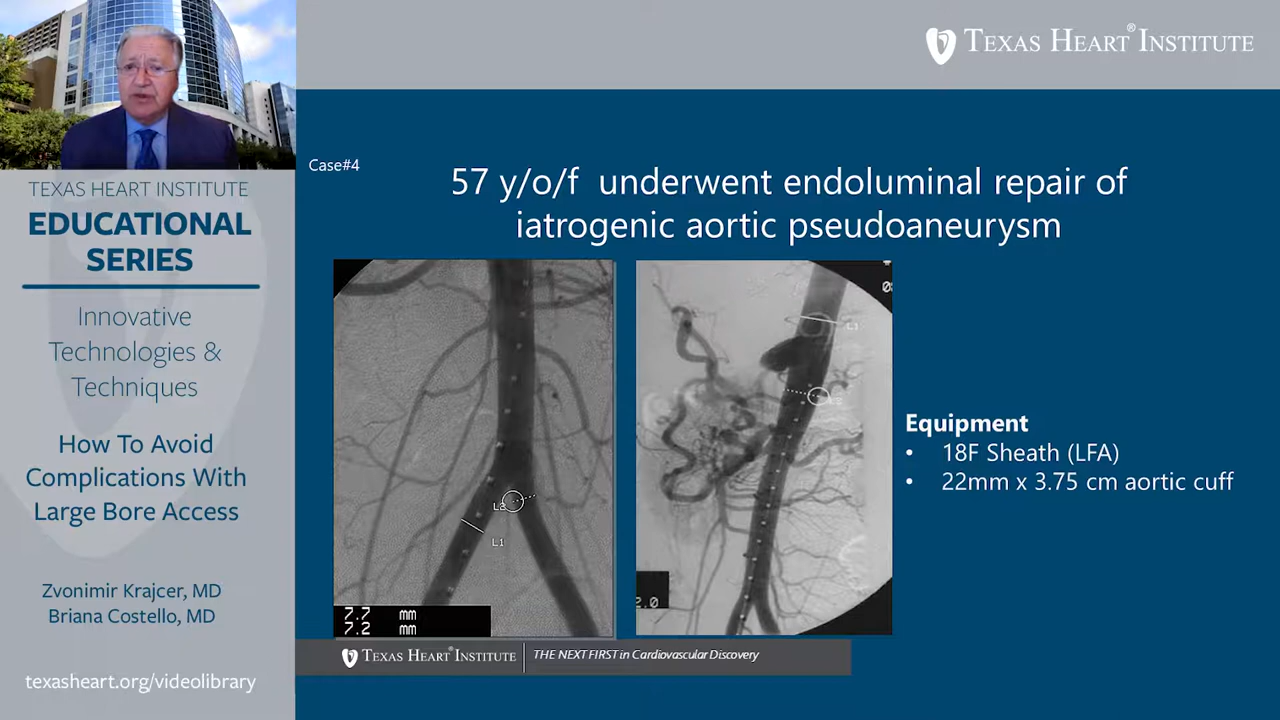 TEXAS HEART® INSTITUTE
TEXAS HEART INSTITUTE
EDUCATIONAL
SERIES
Innovative
Technologies &
Techniques
How To Avoid
Complications With
Large Bore Access
Zvonimir Krajcer, MD
Briana Costello, MD
texasheart.org/videolibrary
Case#4
57 y/o/f underwent endoluminal repair of
iatrogenic aortic pseudoaneurysm
L2
L1
7.7 mm
7.2 mm
L1
2.0
Equipment
• 18F Sheath (LFA)
• 22mm x 3.75 cm aortic cuff
TEXAS HEART® INSTITUTE
THE NEXT FIRST in Cardiovascular Discovery